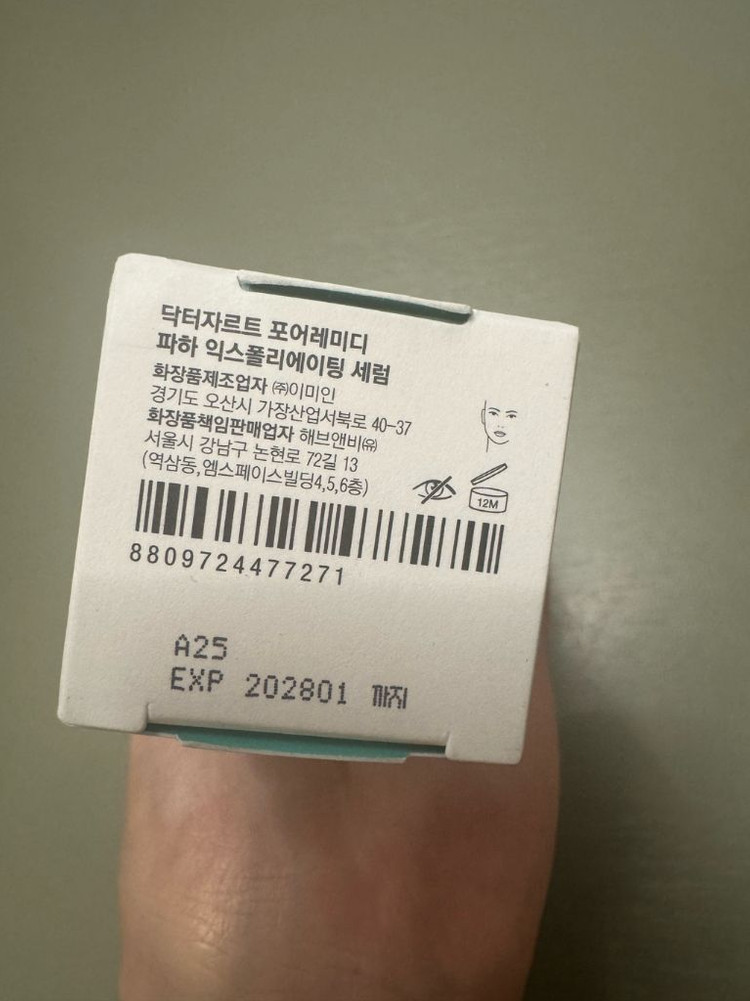 닥터자르트 포어레미디
파하 익스폴리에이팅 세럼
화장품제조업자 ㈜이미인
경기도 오산시 가장산업서북로 40-37
화장품책임판매업자 해브앤비㈲
서울시 강남구 논현로 72길 13
(역삼동,엠스페이스빌딩4,5,6층)
12M
8809724477271
A25
EXP 202801 까지